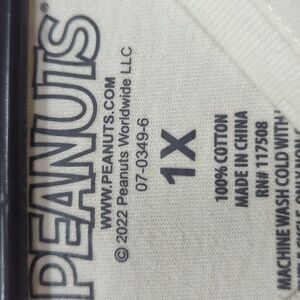 PEANUTS®
WWW.PEANUTS.COM
© 2022 Peanuts Worldwide LLC
07-0349-6
1X
100% COTTON
MADE IN CHINA
RN# 117508
MACHINE WASH COLD WITH